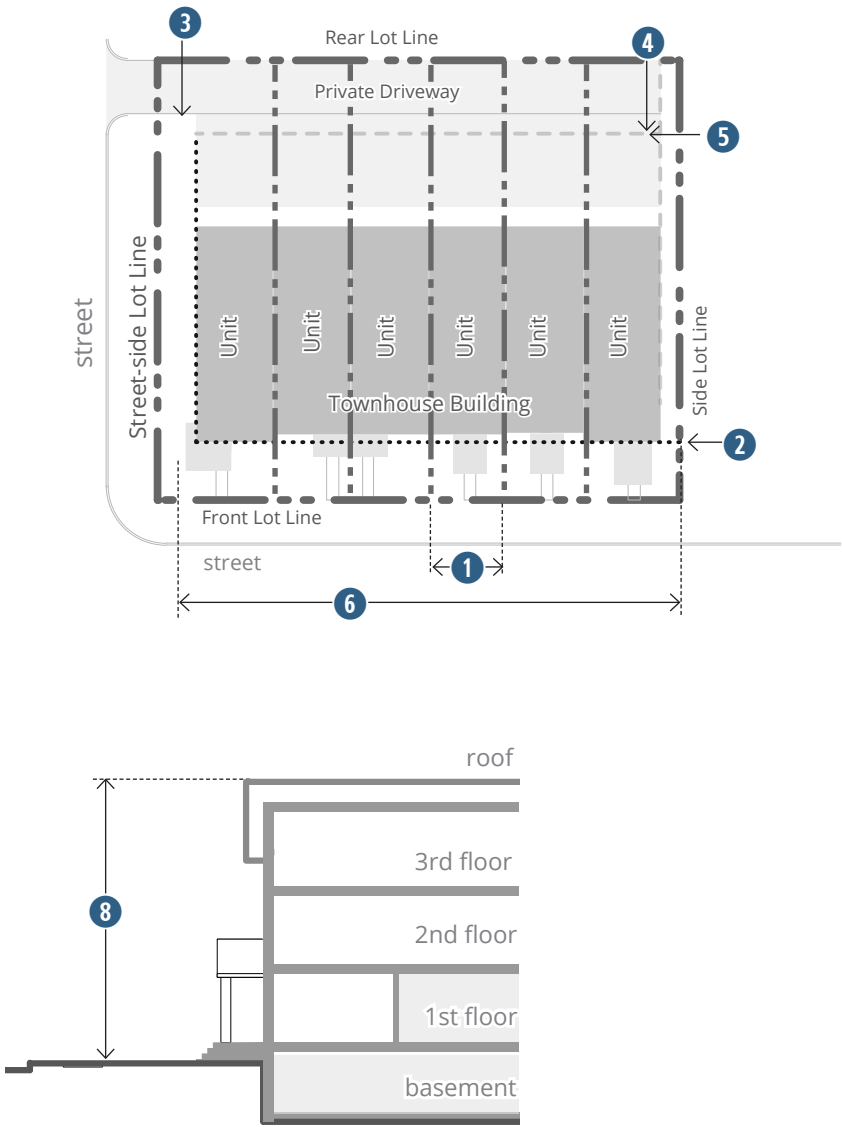 3
Rear Lot Line
4
Private Driveway
5
street
Street-side Lot Line
Unit
Unit
Unit
Unit
Unit
Unit
Side Lot Line
Townhouse Building
2
Front Lot Line
street
1
6
roof
3rd floor
8
2nd floor
1st floor
basement